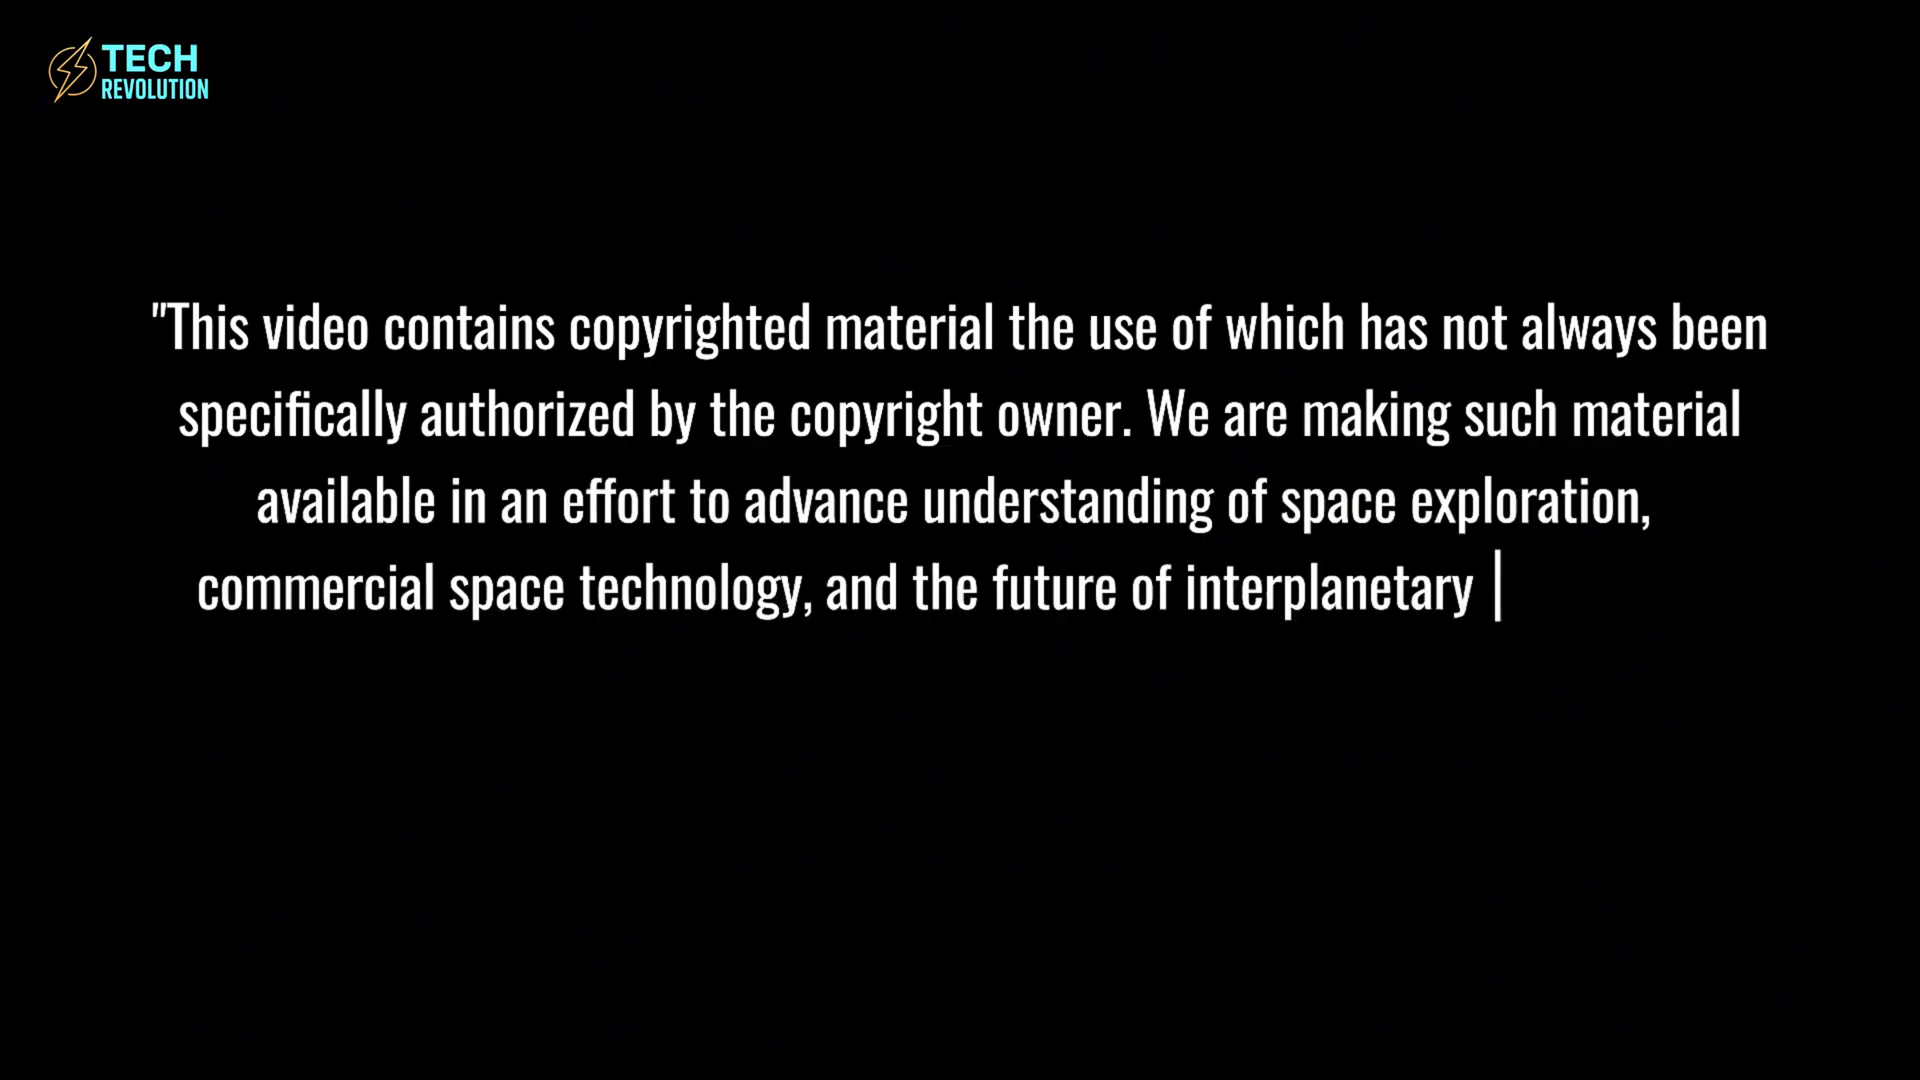 TECH
REVOLUTION
"This video contains copyrighted material the use of which has not always been
specifically authorized by the copyright owner. We are making such material
available in an effort to advance understanding of space exploration,
commercial space technology, and the future of interplanetary